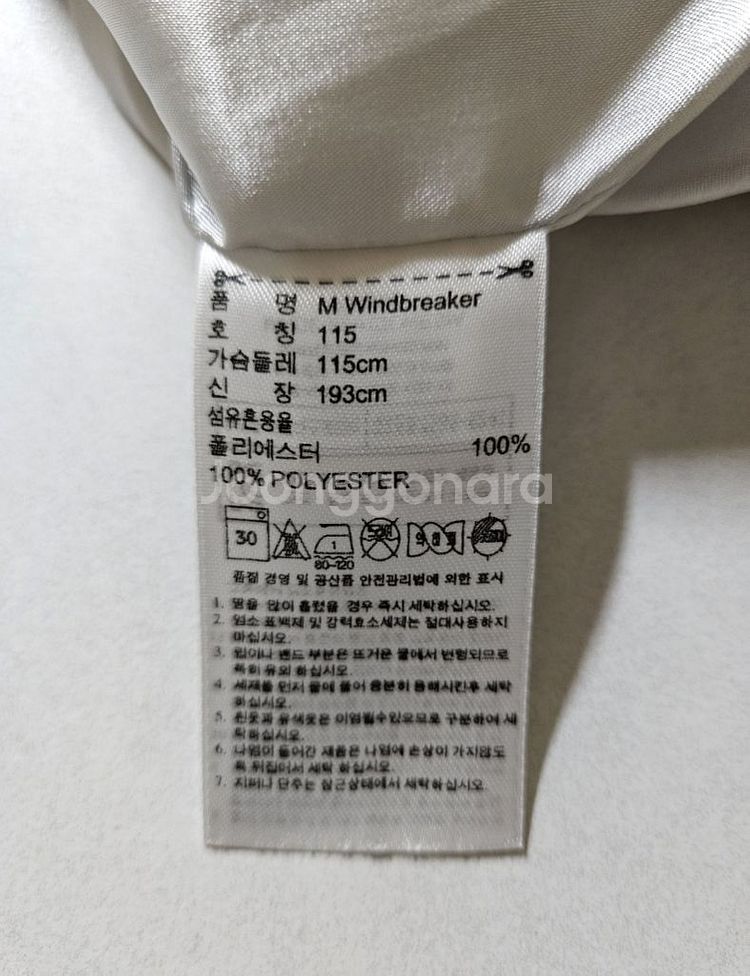 품 명 M Windbreaker
호 칭 115
가슴둘레 115cm
신 장 193cm
섬유혼용율
폴리에스터 100%
100% POLYESTER
Joonggonara
30
1
80-120
품질 경영 및 공산품 안전관리법에 의한 표시
1. 땀을 많이 흘렸을 경우 즉시 세탁하십시오.
2. 염소 표백제 및 강력효소세제는 절대사용하지
마십시오.
3. 립이나 밴드 부분은 뜨거운 물에서 변형되므로
특히 유의 하십시오.
4. 세제를 먼저 물에 풀어 충분히 용해시킨후 세탁
하십시오.
5. 흰옷과 유색옷은 이염될수있으므로 구분하여 세
탁하십시오.
6. 나염이 들어간 제품은 나염에 손상이 가지않도
록 뒤집어서 세탁 하십시오.
7. 지퍼나 단추는 잠근상태에서 세탁하십시오.